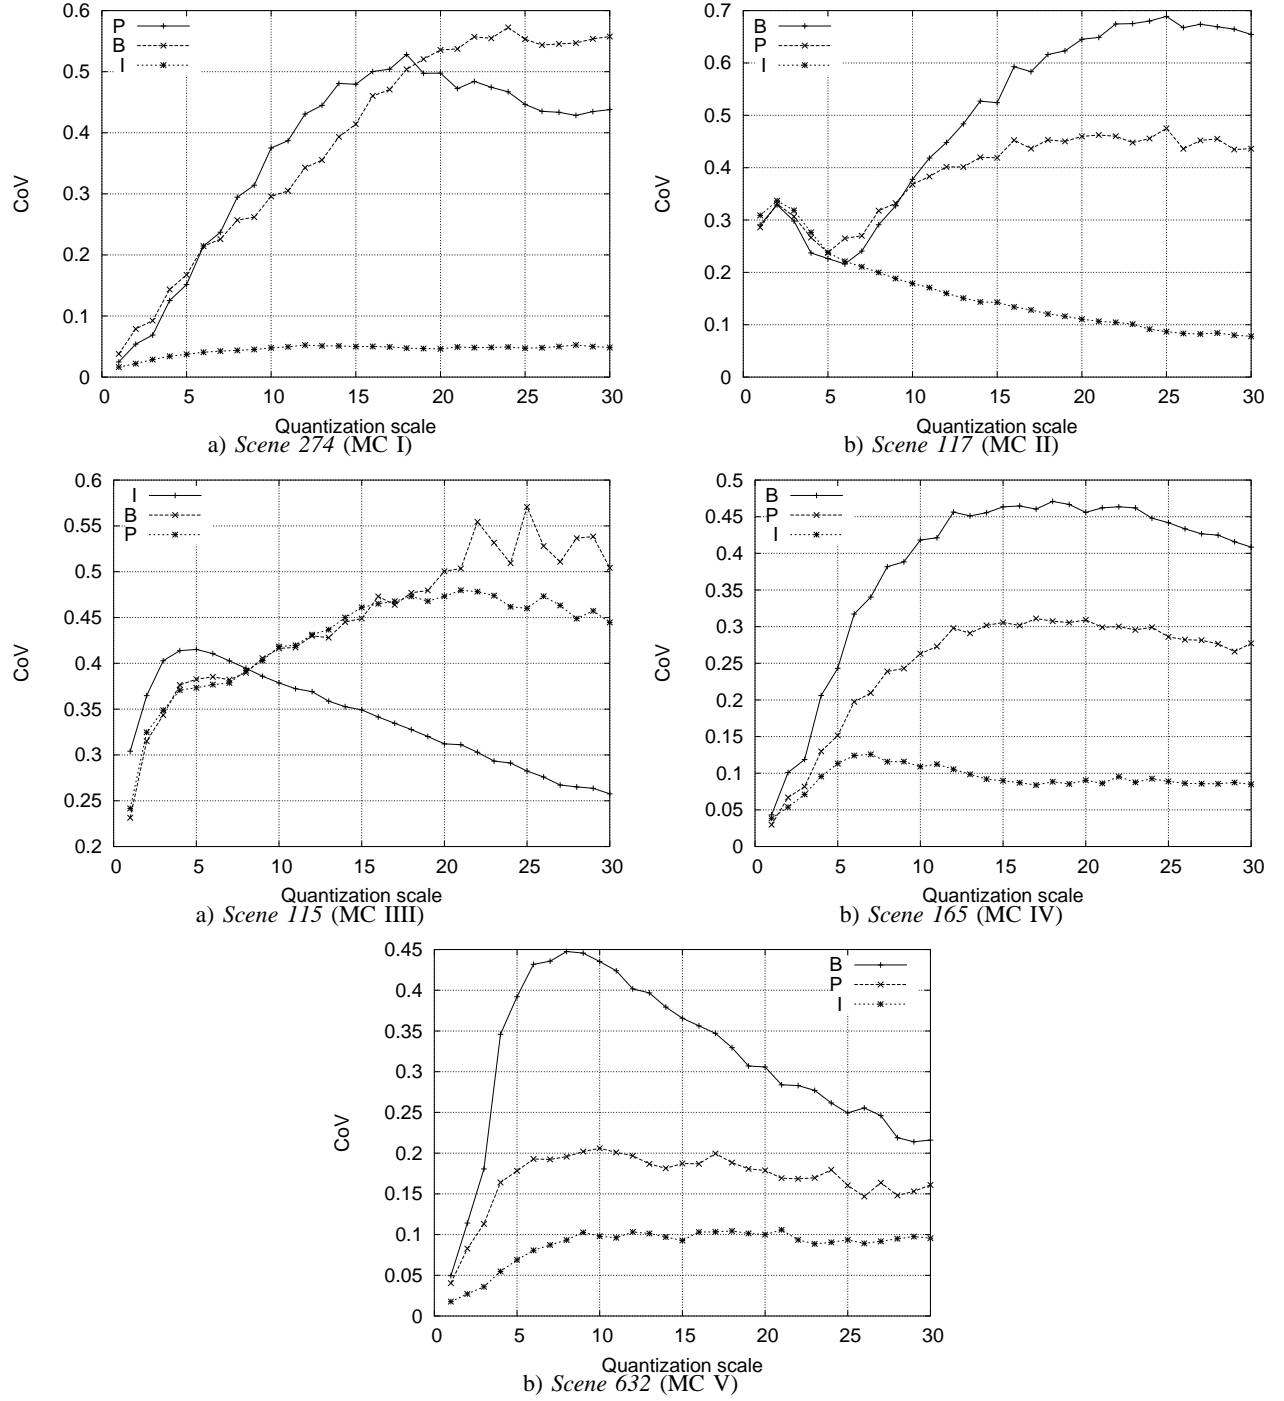 0.6
0.5
0.4
0.3
0.2
0.1
0
CoV
P
B
I
0 5 10 15 20 25 30
Quantization scale
a) Scene 274 (MC I)
0.7
0.6
0.5
0.4
0.3
0.2
0.1
0
CoV
B
P
I
0 5 10 15 20 25 30
Quantization scale
b) Scene 117 (MC II)
0.6
0.55
0.5
0.45
0.4
0.35
0.3
0.25
0.2
CoV
I
B
P
0 5 10 15 20 25 30
Quantization scale
a) Scene 115 (MC IIII)
0.5
0.45
0.4
0.35
0.3
0.25
0.2
0.15
0.1
0.05
0
CoV
B
P
I
0 5 10 15 20 25 30
Quantization scale
b) Scene 165 (MC IV)
0.45
0.4
0.35
0.3
0.25
0.2
0.15
0.1
0.05
0
CoV
B
P
I
0 5 10 15 20 25 30
Quantization scale
b) Scene 632 (MC V)